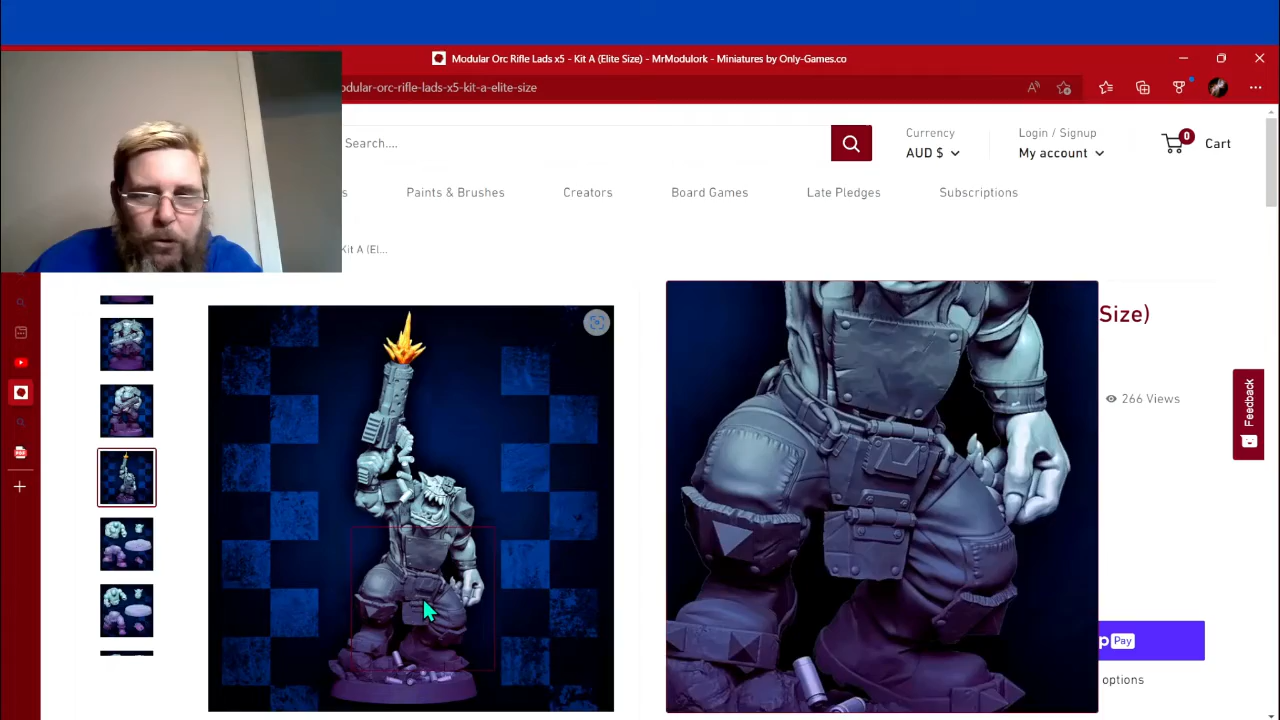 Modular Orc Rifle Lads x5 - Kit A (Elite Size) - MrModulork - Miniatures by Only-Games.co
odular-orc-rifle-lads-x5-kit-a-elite-size
Search....
Currency
AUD $
Login / Signup
My account
0
Cart
s
Paints & Brushes
Creators
Board Games
Late Pledges
Subscriptions
Kit A (El...
Size)
266 Views
Feedback
Pay
options